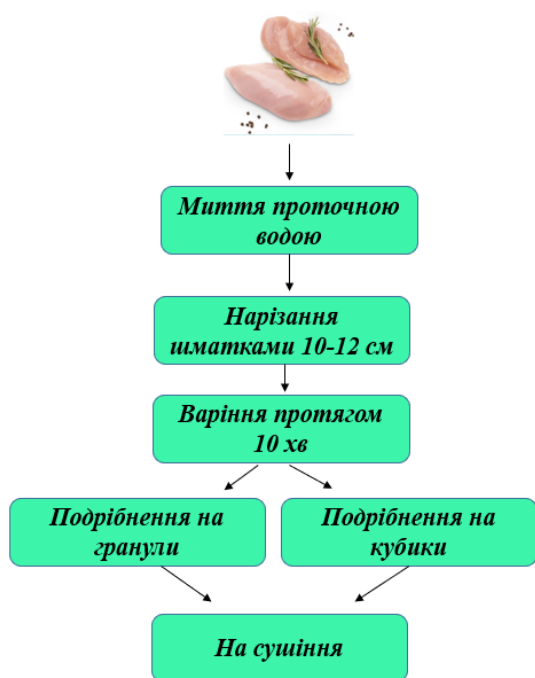 Миття проточною
водою
Нарізання
шматками 10-12 см
Варіння протягом
10 хв
Подрібнення на
гранули
Подрібнення на
кубики
На сушіння